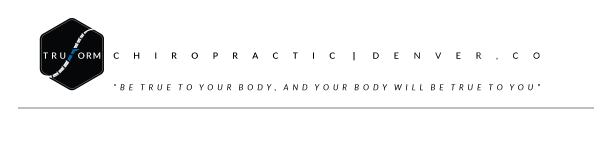 TRUFORM CHIROPRACTIC | DENVER, CO
"BE TRUE TO YOUR BODY, AND YOUR BODY WILL BE TRUE TO YOU"